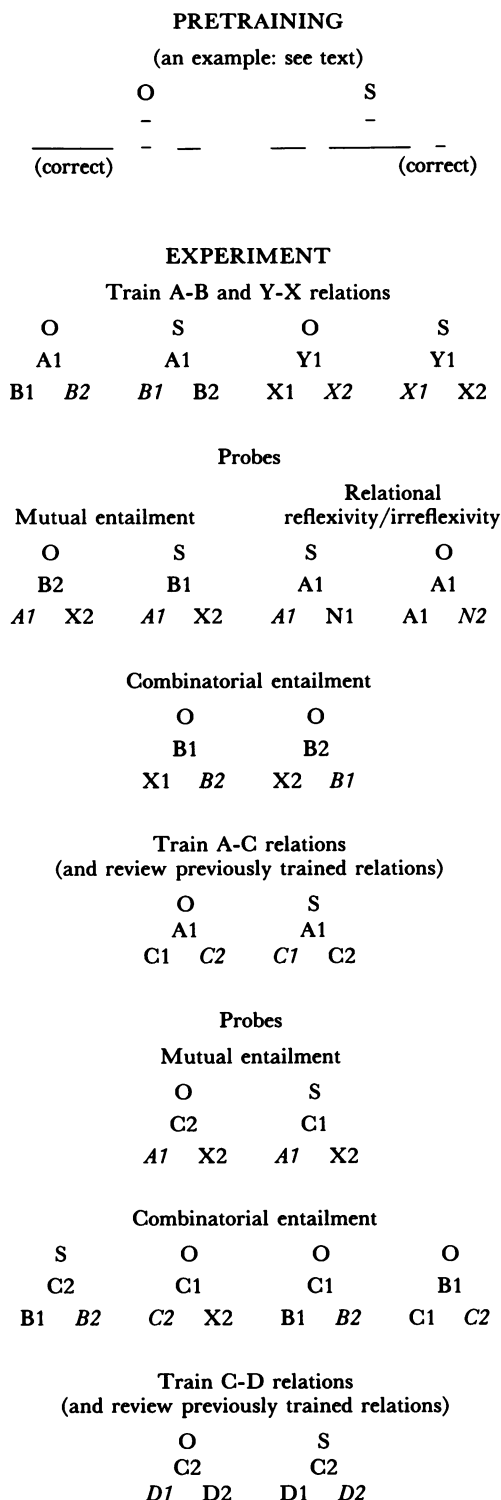 PRETRAINING
(an example: see text)
O S
(correct) (correct)
EXPERIMENT
Train A-B and Y-X relations
O S O S
A1 A1 Y1 Y1
B1 B2 B1 B2 X1 X2 X1 X2
Probes
Relational
Mutual entailment reflexivity/irreflexivity
O S S O
B2 B1 A1 A1
A1 X2 A1 X2 A1 N1 A1 N2
Combinatorial entailment
O O
B1 B2
X1 B2 X2 B1
Train A-C relations
(and review previously trained relations)
O S
A1 A1
C1 C2 C1 C2
Probes
Mutual entailment
O S
C2 C1
A1 X2 A1 X2
Combinatorial entailment
S O O O
C2 C1 C1 B1
B1 B2 C2 X2 B1 B2 C1 C2
Train C-D relations
(and review previously trained relations)
O S
C2 C2
D1 D2 D1 D2